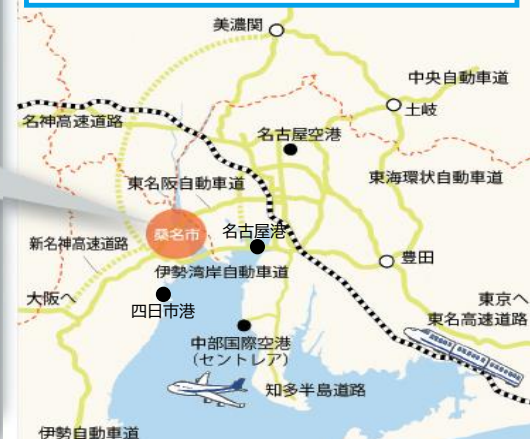 美濃関
中央自動車道
土岐
名神高速道路
名古屋空港
東名阪自動車道
東海環状自動車道
桑名市
名古屋港
新名神高速道路
豊田
伊勢湾岸自動車道
大阪へ
四日市港
東京へ
東名高速道路
中部国際空港
(セントレア)
知多半島道路
伊勢自動車道